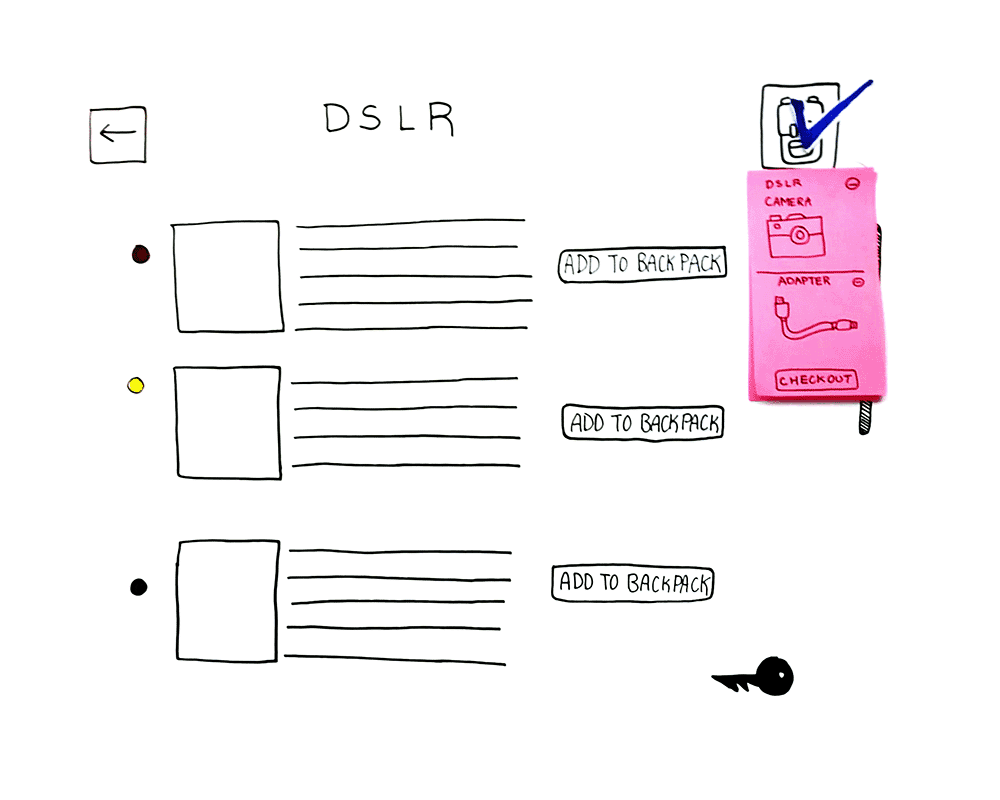 DSLR
DSLR
CAMERA
ADD TO BACKPACK
ADAPTER
CHECKOUT
ADD TO BACKPACK
ADD TO BACKPACK